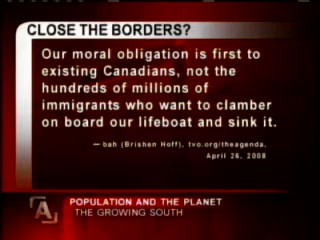 CLOSE THE BORDERS?
Our moral obligation is first to
existing Canadians, not the
hundreds of millions of
immigrants who want to clamber
on board our lifeboat and sink it.
— bah (Brishen Hoff), tvo.org/theagenda,
April 26, 2008
A
POPULATION AND THE PLANET
THE GROWING SOUTH